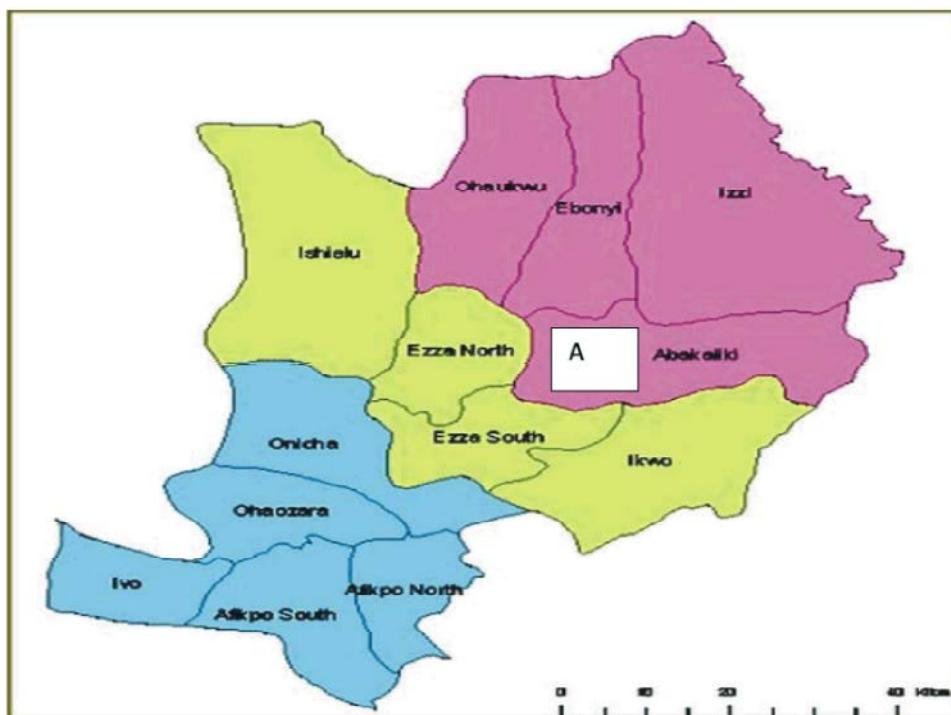 Ohaukwu
Ebonyi
Izzi
Ishielu
Ezza North
A
Abakaliki
Ezza South
Onicha
Ikwo
Ohaozara
Ivo
Afikpo North
Afikpo South
0 10 20 40